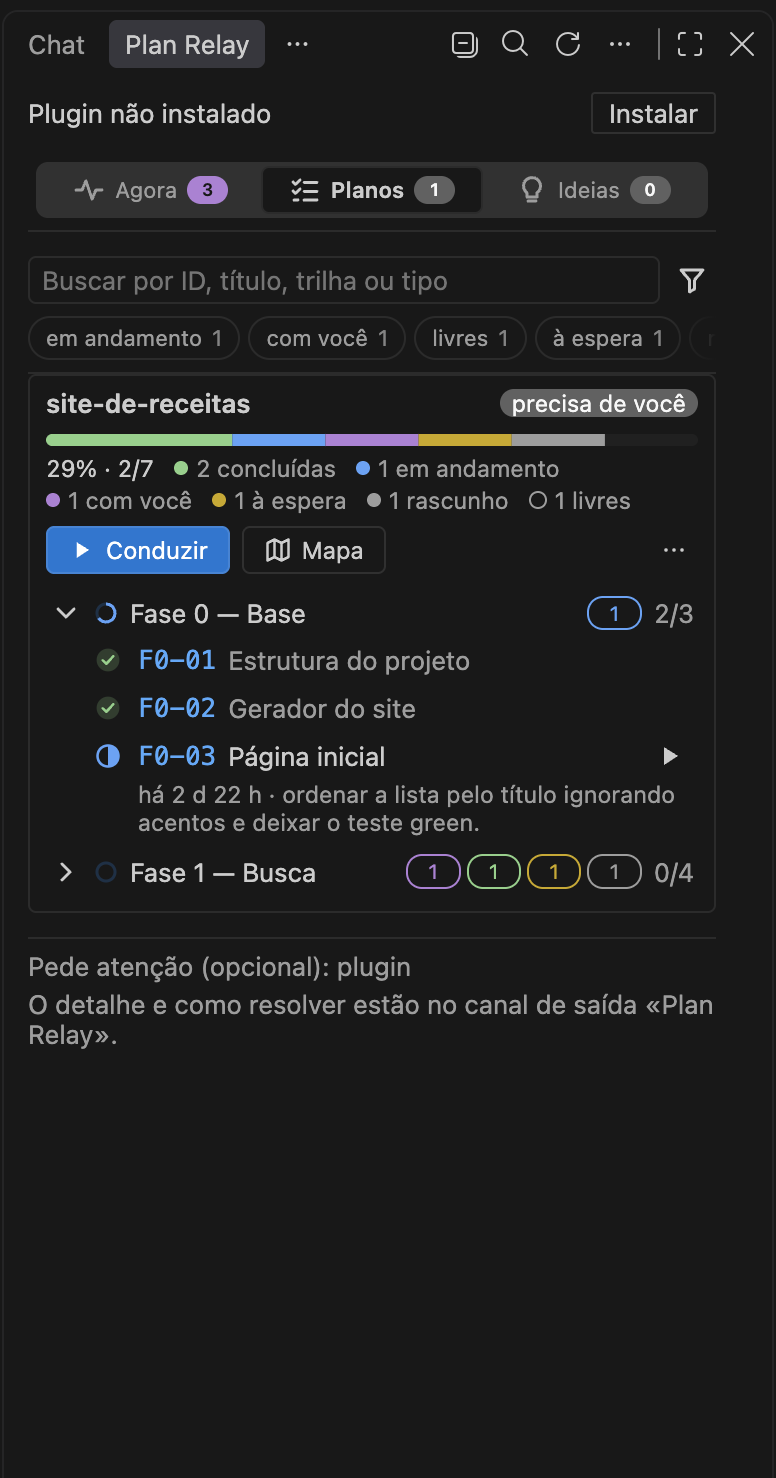 Chat
Plan Relay
Plugin não instalado
Instalar
Agora 3
Planos 1
Ideias 0
Buscar por ID, título, trilha ou tipo
em andamento 1
com você 1
livres 1
à espera 1
site-de-receitas
precisa de você
29% · 2/7 2 concluídas 1 em andamento
1 com você 1 à espera 1 rascunho 1 livres
Conduzir
Mapa
Fase 0 — Base 1 2/3
F0-01 Estrutura do projeto
F0-02 Gerador do site
F0-03 Página inicial
há 2 d 22 h · ordenar a lista pelo título ignorando
acentos e deixar o teste green.
Fase 1 — Busca 1 1 1 1 0/4
Pede atenção (opcional): plugin
O detalhe e como resolver estão no canal de saída «Plan
Relay».